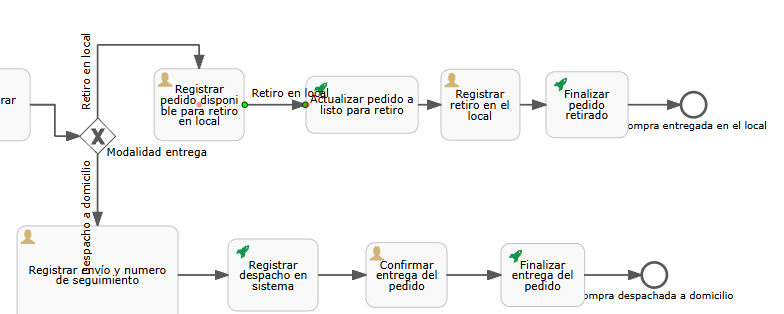 Retiro en local
rar
Registrar
pedido disponi
ble para retiro
en local
Retiro en local
Actualizar pedido a
listo para retiro
Registrar
retiro en el
local
Finalizar
pedido
retirado
ompra entregada en el local
X
Modalidad entrega
espacho a domicilio
Registrar envío y numero
de seguimiento
Registrar
despacho en
sistema
Confirmar
entrega del
pedido
Finalizar
entrega del
pedido
ompra despachada a domicilio